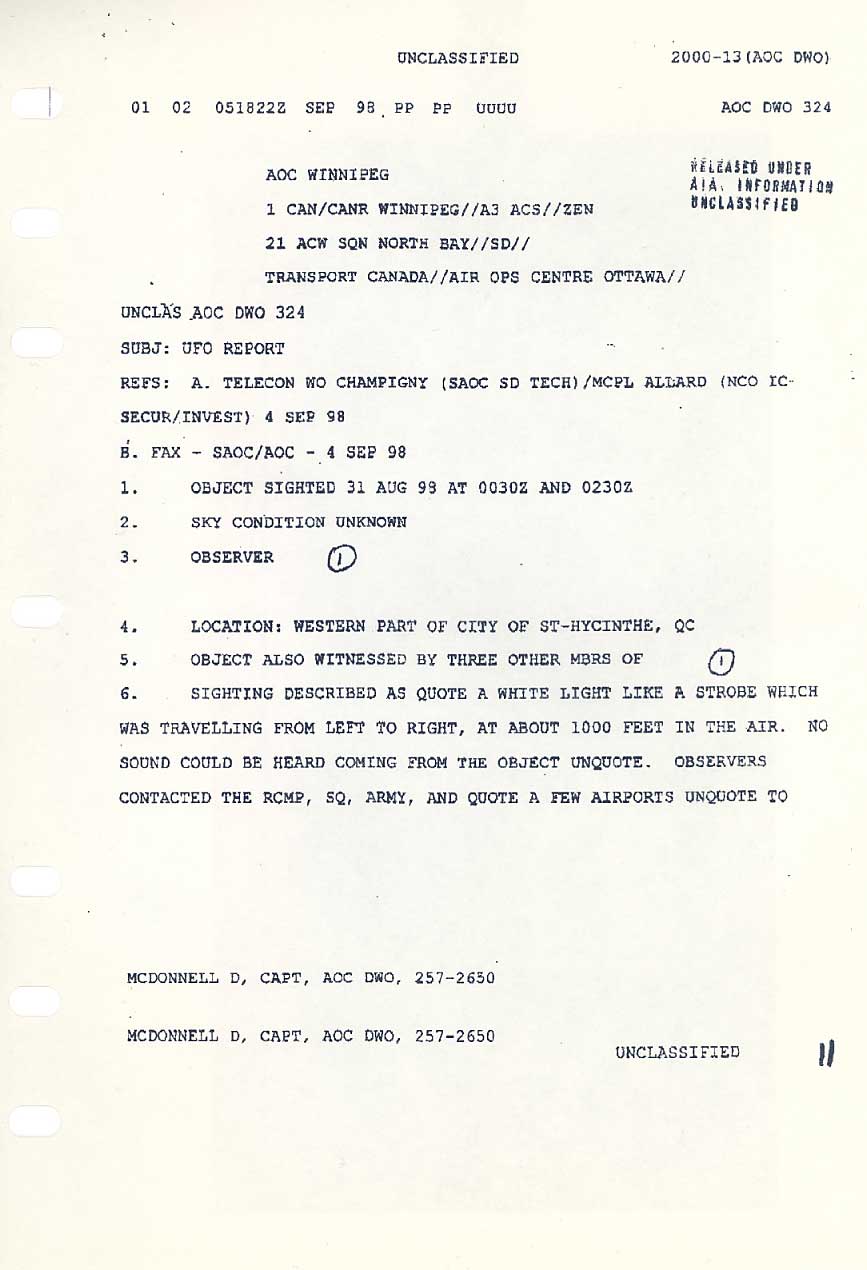 UNCLASSIFIED 2000-13(AOC DWO)
01 02 051822Z SEP 98 PP PP UUUU AOC DWO 324
RELEASED UNDER
A.I.A. INFORMATION
UNCLASSIFIED
AOC WINNIPEG
1 CAN/CANR WINNIPEG//A3 ACS//ZEN
21 ACW SQN NORTH BAY//SD//
TRANSPORT CANADA//AIR OPS CENTRE OTTAWA//
UNCLAS AOC DWO 324
SUBJ: UFO REPORT
REFS: A. TELECON WO CHAMPIGNY (SAOC SD TECH)/MCPL ALLARD (NCO IC-
SECUR/INVEST) 4 SEP 98
B. FAX - SAOC/AOC - 4 SEP 98
1. OBJECT SIGHTED 31 AUG 98 AT 0030Z AND 0230Z
2. SKY CONDITION UNKNOWN
3. OBSERVER 1
4. LOCATION: WESTERN PART OF CITY OF ST-HYCINTHE, QC
5. OBJECT ALSO WITNESSED BY THREE OTHER MBRS OF 1
6. SIGHTING DESCRIBED AS QUOTE A WHITE LIGHT LIKE A STROBE WHICH
WAS TRAVELLING FROM LEFT TO RIGHT, AT ABOUT 1000 FEET IN THE AIR. NO
SOUND COULD BE HEARD COMING FROM THE OBJECT UNQUOTE. OBSERVERS
CONTACTED THE RCMP, SQ, ARMY, AND QUOTE A FEW AIRPORTS UNQUOTE TO
MCDONNELL D, CAPT, AOC DWO, 257-2650
MCDONNELL D, CAPT, AOC DWO, 257-2650
UNCLASSIFIED 11